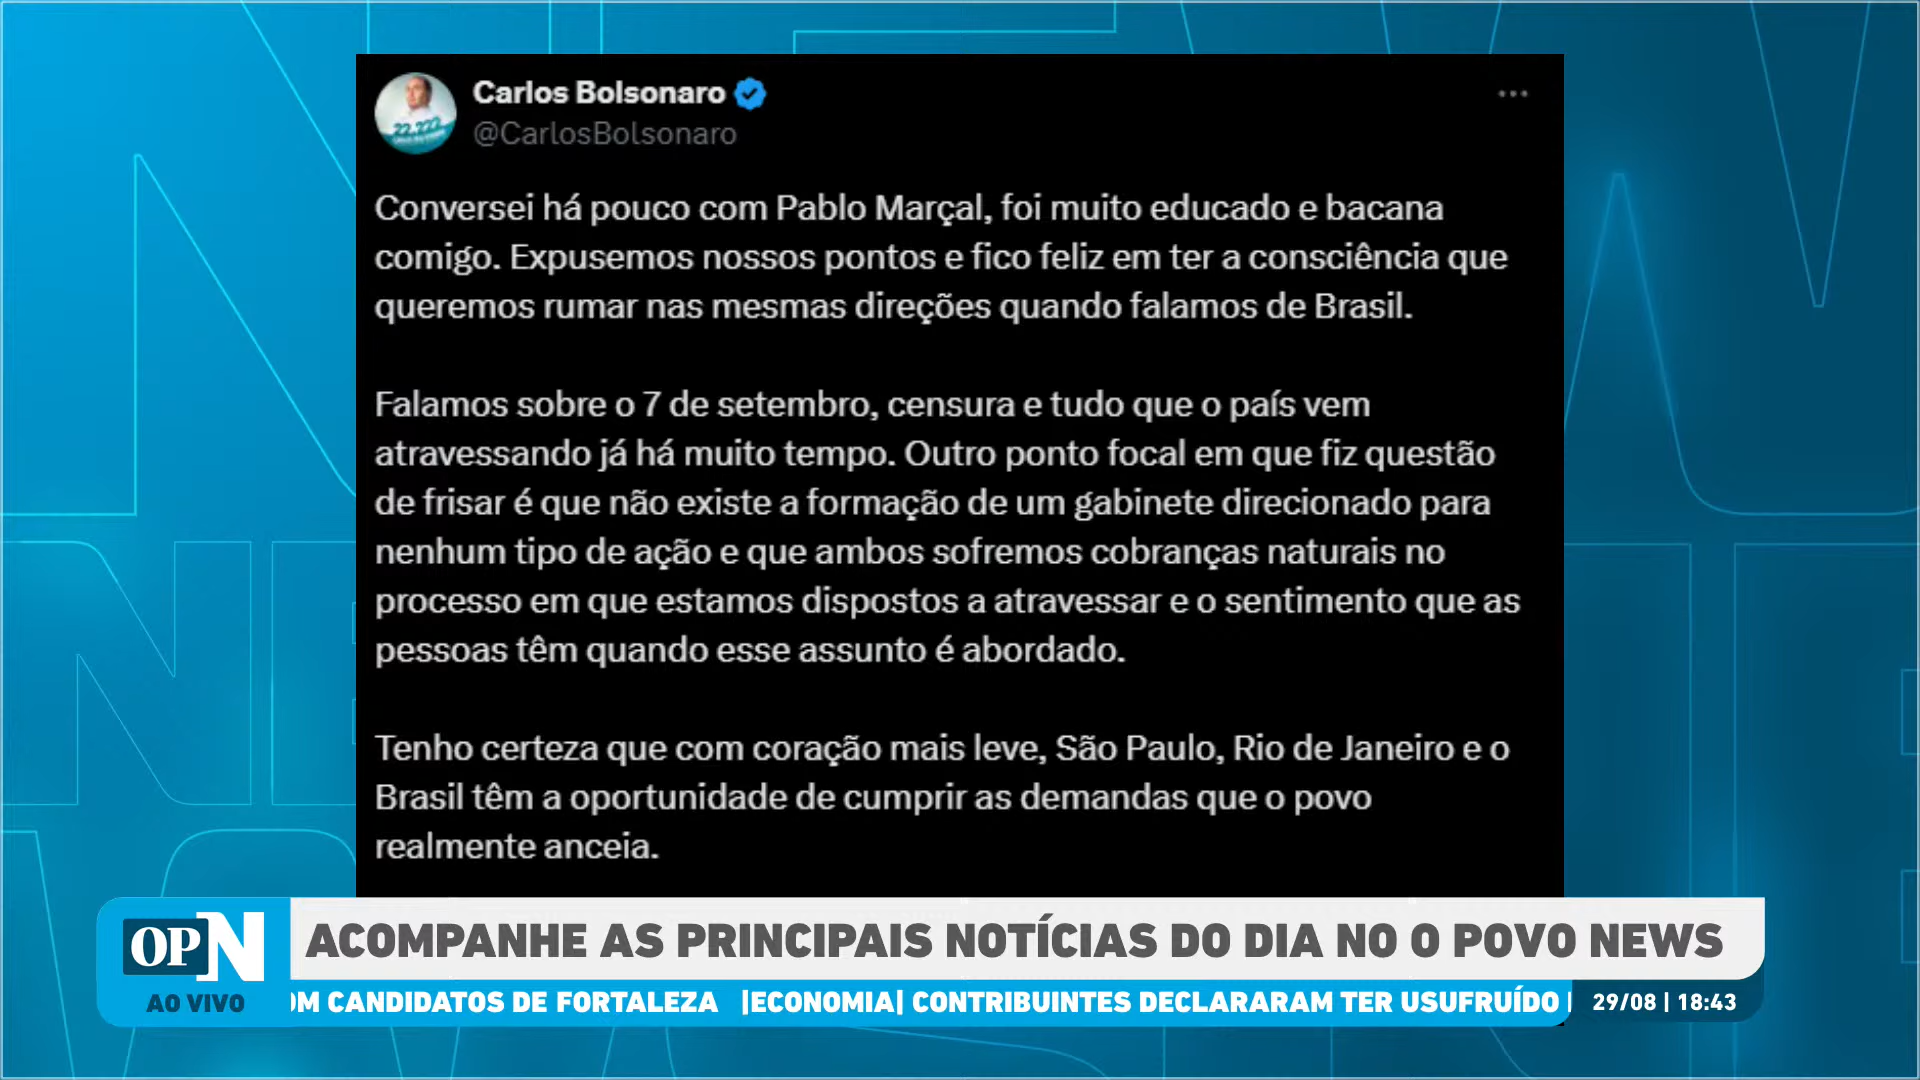 Carlos Bolsonaro
@CarlosBolsonaro
Conversei há pouco com Pablo Marçal, foi muito educado e bacana
comigo. Expusemos nossos pontos e fico feliz em ter a consciência que
queremos rumar nas mesmas direções quando falamos de Brasil.
Falamos sobre o 7 de setembro, censura e tudo que o país vem
atravessando já há muito tempo. Outro ponto focal em que fiz questão
de frisar é que não existe a formação de um gabinete direcionado para
nenhum tipo de ação e que ambos sofremos cobranças naturais no
processo em que estamos dispostos a atravessar e o sentimento que as
pessoas têm quando esse assunto é abordado.
Tenho certeza que com coração mais leve, São Paulo, Rio de Janeiro e o
Brasil têm a oportunidade de cumprir as demandas que o povo
realmente anceia.
OPN
ACOMPANHE AS PRINCIPAIS NOTÍCIAS DO DIA NO O POVO NEWS
AO VIVO
OM CANDIDATOS DE FORTALEZA |ECONOMIA| CONTRIBUINTES DECLARARAM TER USUFRUÍDO
29/08 | 18:43